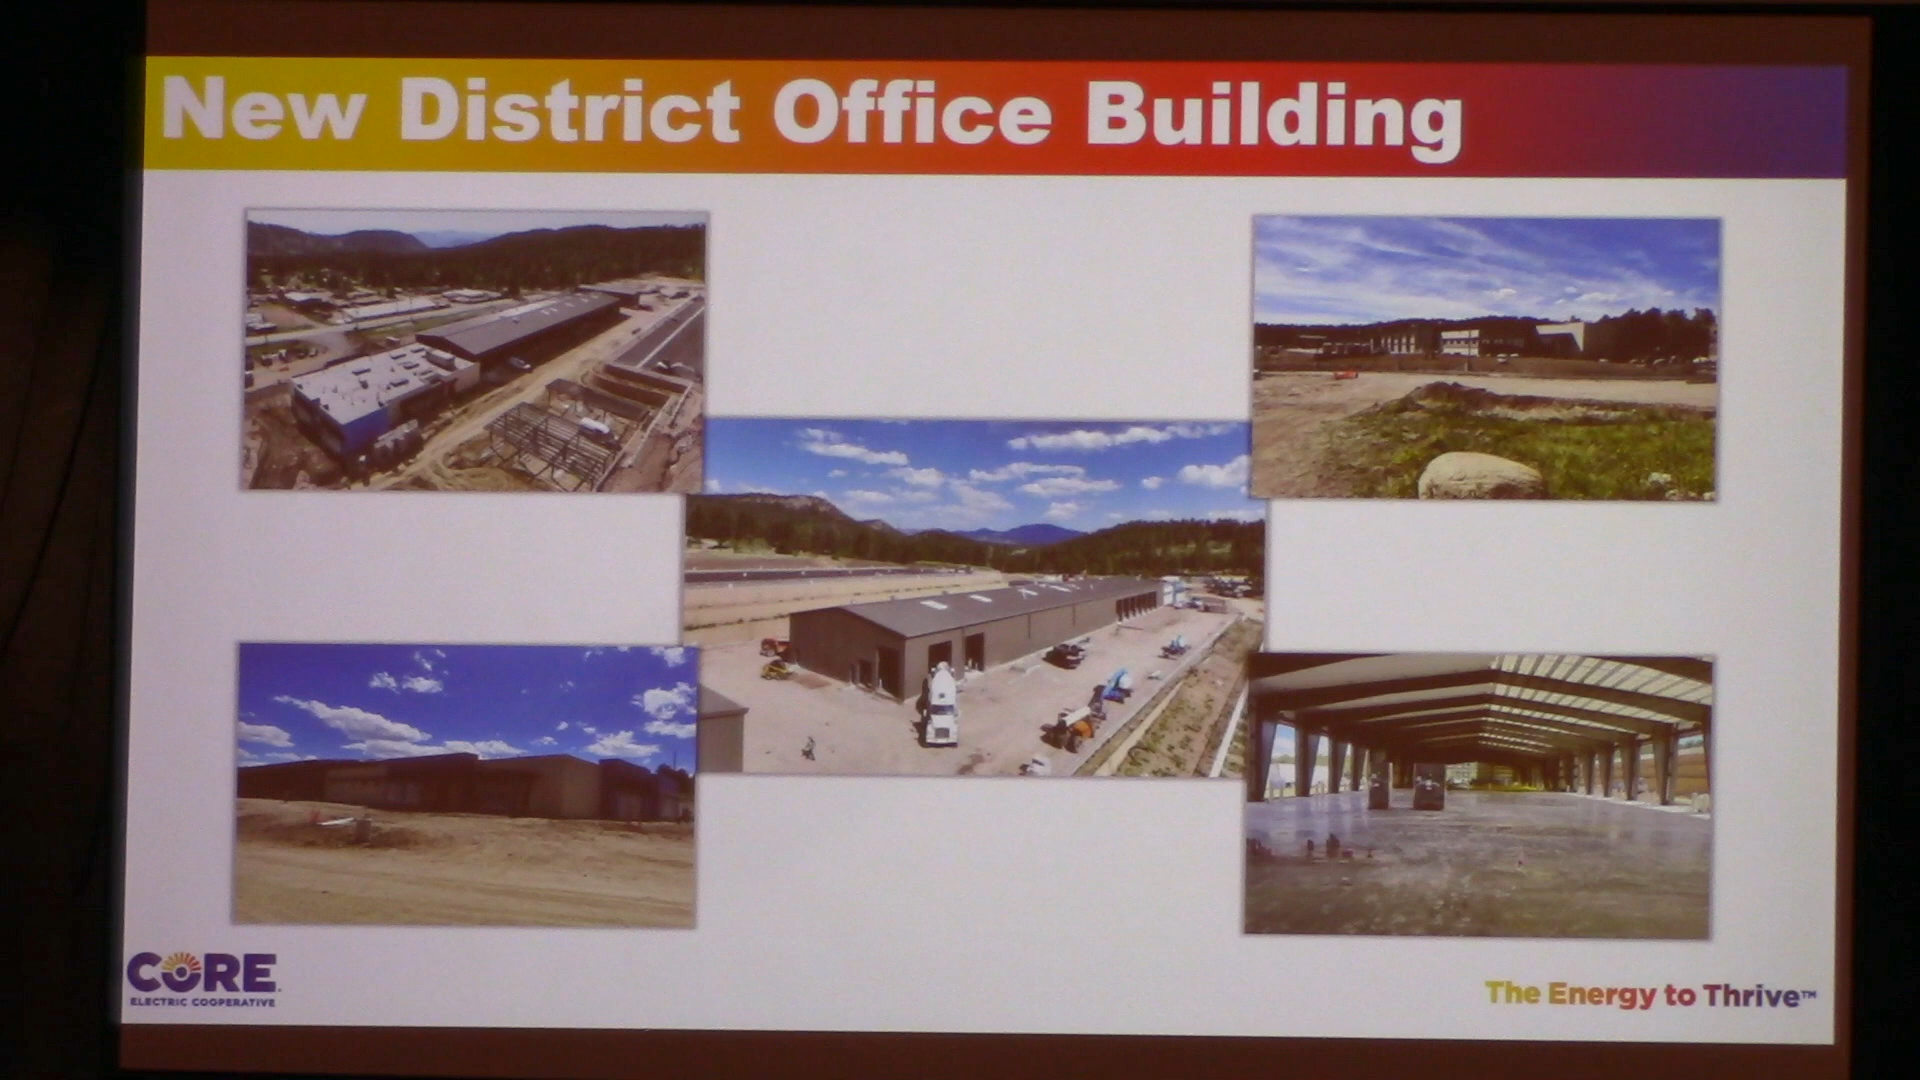 New District Office Building
CORE
ELECTRIC COOPERATIVE
The Energy to Thrive™